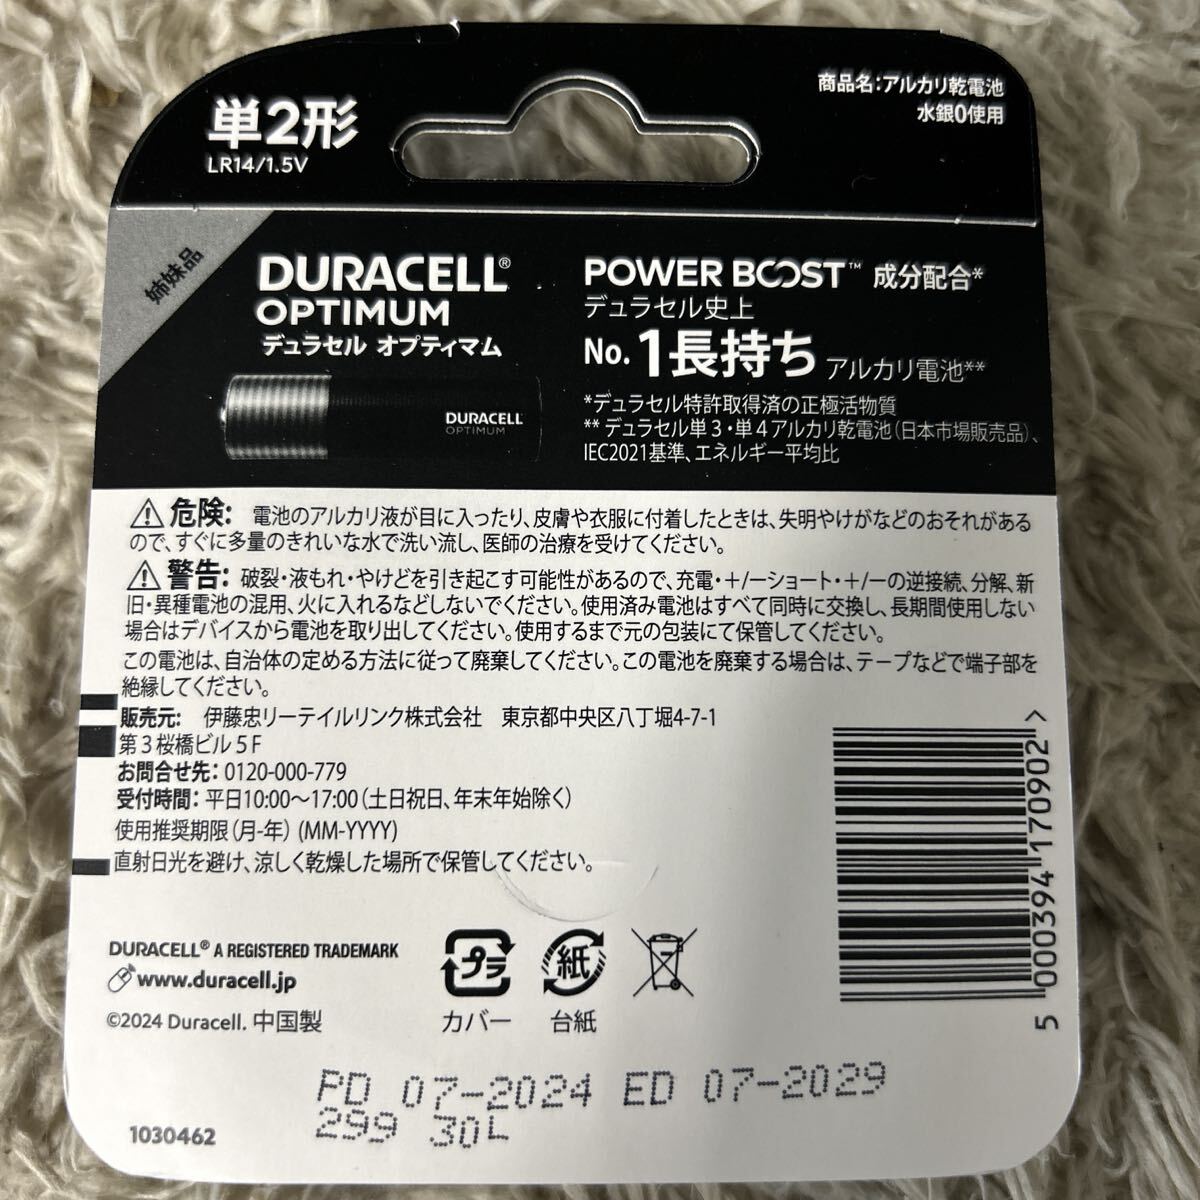 単2形
LR14/1.5V
商品名：アルカリ乾電池
水銀0使用
姉妹品
DURACELL®
OPTIMUM
デュラセル オプティマム
DURACELL
OPTIMUM
POWER BOOST™ 成分配合*
デュラセル史上
No. 1長持ち アルカリ電池**
*デュラセル特許取得済の正極活物質
** デュラセル単3・単4アルカリ乾電池（日本市場販売品）、
IEC2021基準、エネルギー平均比
⚠危険： 電池のアルカリ液が目に入ったり、皮膚や衣服に付着したときは、失明やけがなどのおそれがある
ので、すぐに多量のきれいな水で洗い流し、医師の治療を受けてください。
⚠警告： 破裂・液もれ・やけどを引き起こす可能性があるので、充電・+/ーショート・+/ーの逆接続、分解、新
旧・異種電池の混用、火に入れるなどしないでください。使用済み電池はすべて同時に交換し、長期間使用しない
場合はデバイスから電池を取り出してください。使用するまで元の包装にて保管してください。
この電池は、自治体の定める方法に従って廃棄してください。この電池を廃棄する場合は、テープなどで端子部を
絶縁してください。
販売元： 伊藤忠リーテイルリンク株式会社 東京都中央区八丁堀4-7-1
第3桜橋ビル5F
お問合せ先：0120-000-779
受付時間：平日10:00～17:00（土日祝日、年末年始除く）
使用推奨期限（月-年）(MM-YYYY)
直射日光を避け、涼しく乾燥した場所で保管してください。
5 000394 170902 >
DURACELL® A REGISTERED TRADEMARK
www.duracell.jp
©2024 Duracell. 中国製
プラ
カバー
紙
台紙
PD 07-2024 ED 07-2029
299 30L
1030462